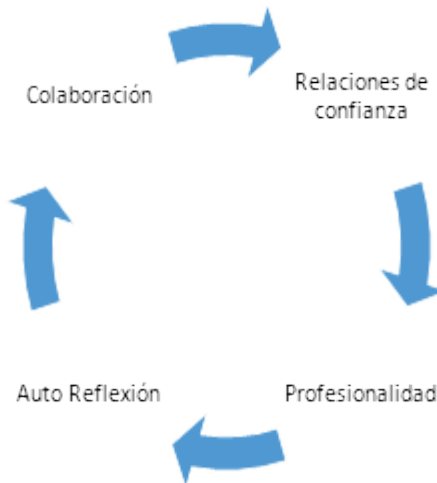 Colaboración
Relaciones de
confianza
Auto Reflexión
Profesionalidad